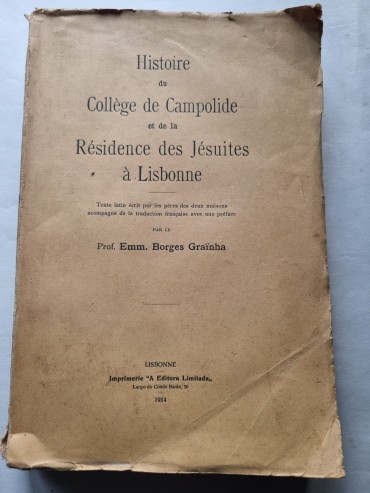 Histoire
du
Collège de Campolide
et de la
Résidence des Jésuites
à Lisbonne
Texte latin écrit par les pères des deux maisons
acompagné de la traduction française avec une préface
PAR LE
Prof. Emm. Borges Graïnha
LISBONNE
Imprimerie "A Editora Limitada„
Largo do Conde Barão, 50
1914